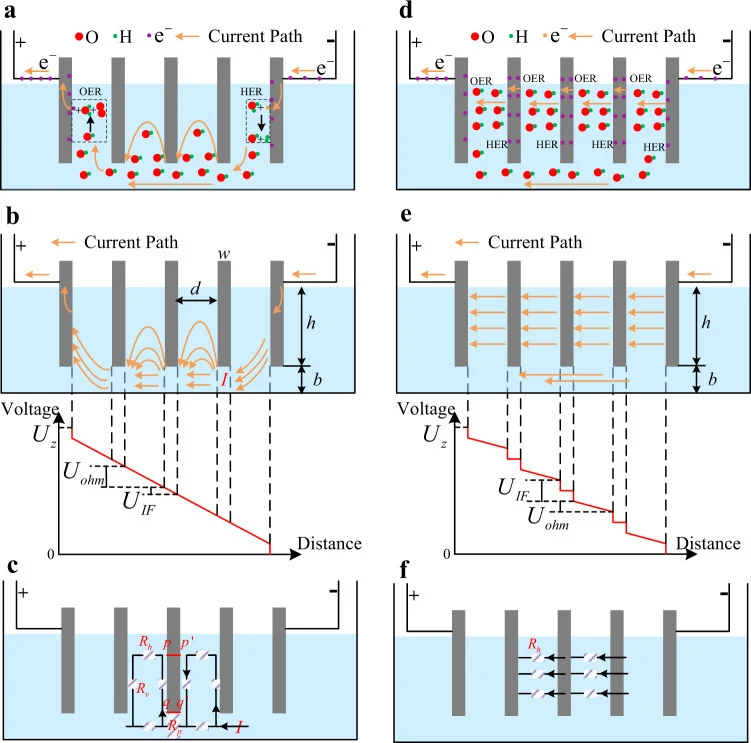 a
O H e⁻ Current Path
+ -
e⁻ e⁻
OER HER
b
Current Path
+ -
w
d
h
I
b
Voltage
U_z
U_ohm
U_IF
0
Distance
c
+ -
R_h p p'
R_v
q q'
R_p I
d
O H e⁻ Current Path
+ -
e⁻ e⁻
OER OER OER OER
HER HER HER HER
e
Current Path
+ -
h
b
Voltage
U_z
U_IF
U_ohm
0
Distance
f
+ -
R_h